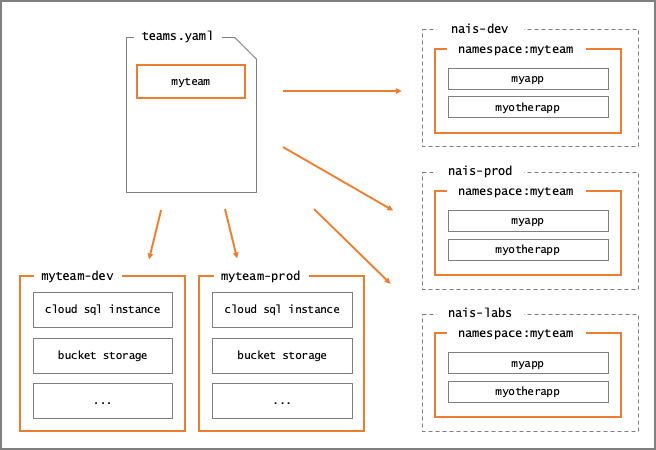 teams.yaml
myteam
myteam-dev
cloud sql instance
bucket storage
...
myteam-prod
cloud sql instance
bucket storage
...
nais-dev
namespace:myteam
myapp
myotherapp
nais-prod
namespace:myteam
myapp
myotherapp
nais-labs
namespace:myteam
myapp
myotherapp